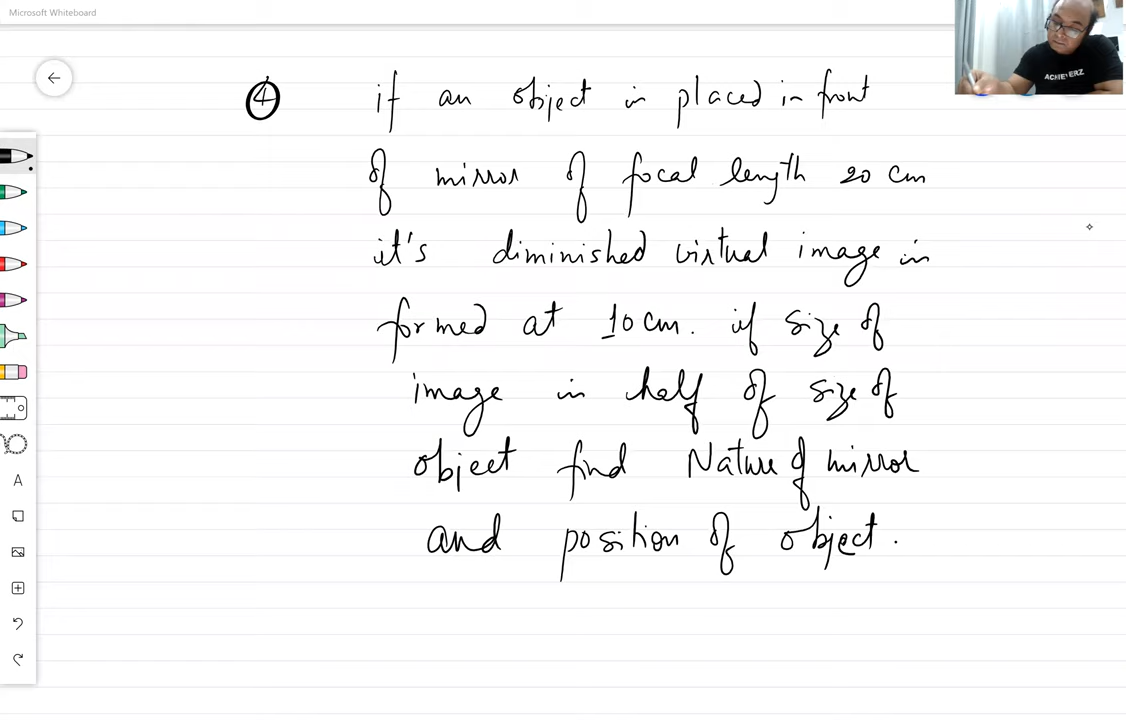 Microsoft Whiteboard
ACHIEVERZ
④ if an object is placed in front
of mirror of focal length 20 cm
it's diminished virtual image is
formed at 10 cm. if size of
image is half of size of
object find Nature of mirror
and position of object.
A